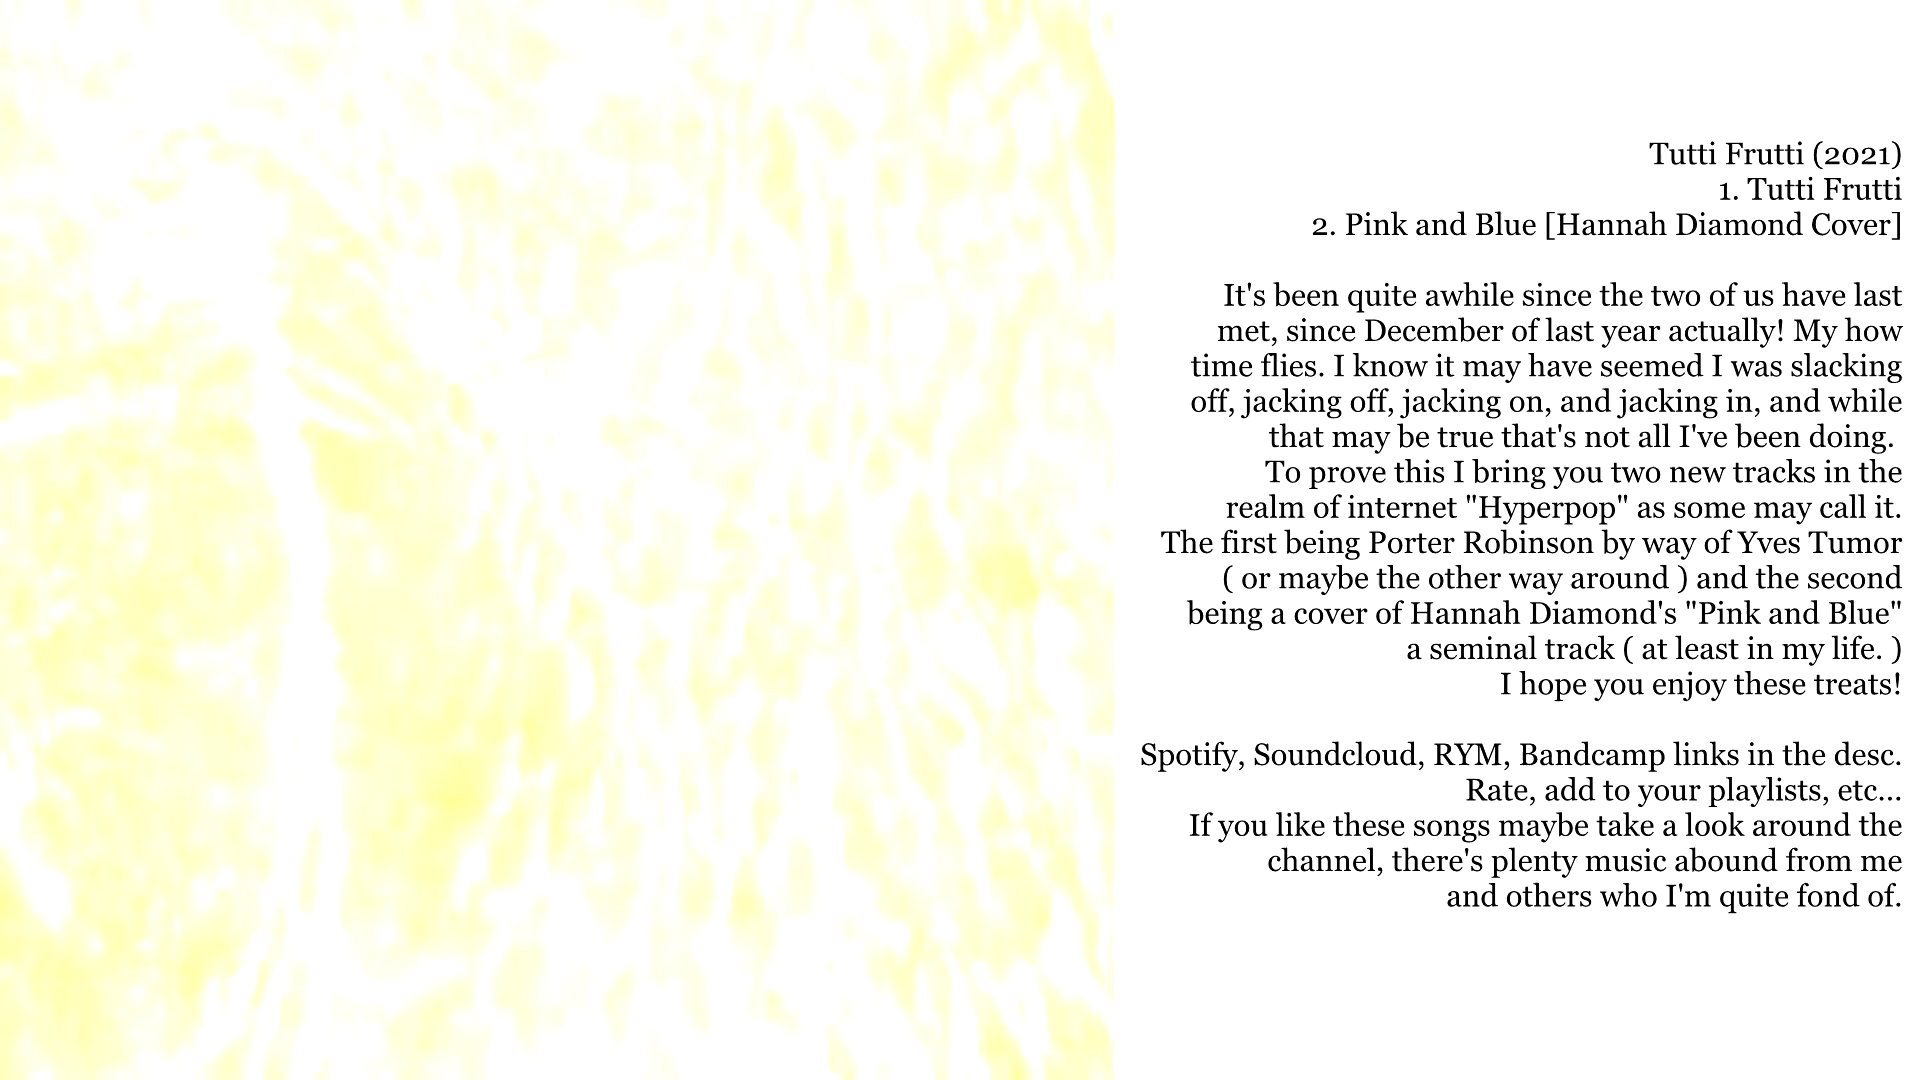 Tutti Frutti (2021)
1. Tutti Frutti
2. Pink and Blue [Hannah Diamond Cover]
It's been quite awhile since the two of us have last
met, since December of last year actually! My how
time flies. I know it may have seemed I was slacking
off, jacking off, jacking on, and jacking in, and while
that may be true that's not all I've been doing.
To prove this I bring you two new tracks in the
realm of internet "Hyperpop" as some may call it.
The first being Porter Robinson by way of Yves Tumor
( or maybe the other way around ) and the second
being a cover of Hannah Diamond's "Pink and Blue"
a seminal track ( at least in my life. )
I hope you enjoy these treats!
Spotify, Soundcloud, RYM, Bandcamp links in the desc.
Rate, add to your playlists, etc...
If you like these songs maybe take a look around the
channel, there's plenty music abound from me
and others who I'm quite fond of.